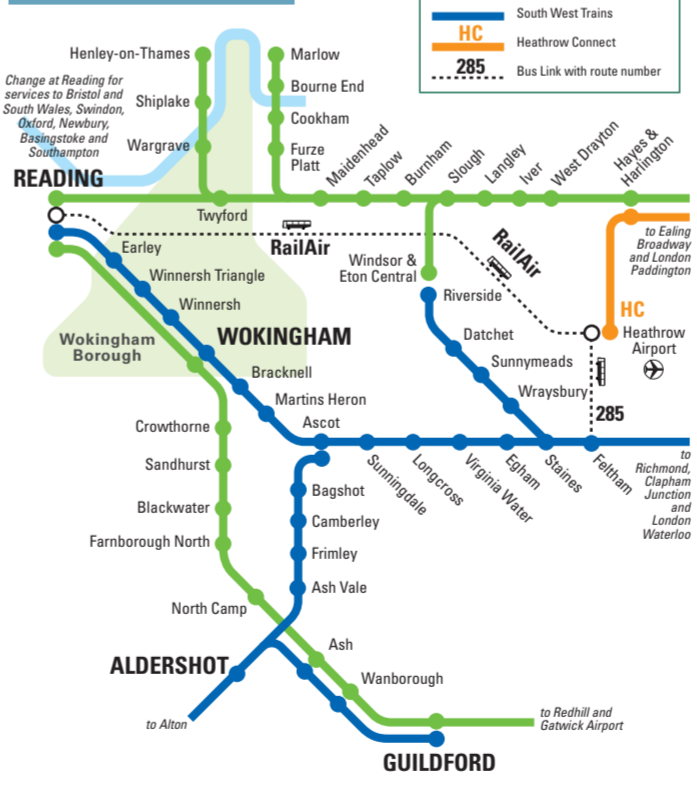 South West Trains
HC
Heathrow Connect
285
Bus Link with route number
Henley-on-Thames
Marlow
Change at Reading for
services to Bristol and
South Wales, Swindon,
Oxford, Newbury,
Basingstoke and
Southampton
Bourne End
Shiplake
Cookham
Wargrave
Furze
Platt
Maidenhead
Taplow
Burnham
Slough
Langley
Iver
West Drayton
Hayes &
Harlington
READING
Twyford
RailAir
RailAir
to Ealing
Broadway
and London
Paddington
Earley
Windsor &
Eton Central
Winnersh Triangle
Riverside
Winnersh
HC
Heathrow
Airport
Wokingham
Borough
WOKINGHAM
Datchet
Sunnymeads
Bracknell
Wraysbury
Martins Heron
285
Ascot
Crowthorne
Sunningdale
Longcross
Virginia Water
Egham
Staines
Feltham
to
Richmond,
Clapham
Junction
and
London
Waterloo
Sandhurst
Bagshot
Blackwater
Camberley
Farnborough North
Frimley
Ash Vale
North Camp
Ash
ALDERSHOT
Wanborough
to Alton
to Redhill and
Gatwick Airport
GUILDFORD